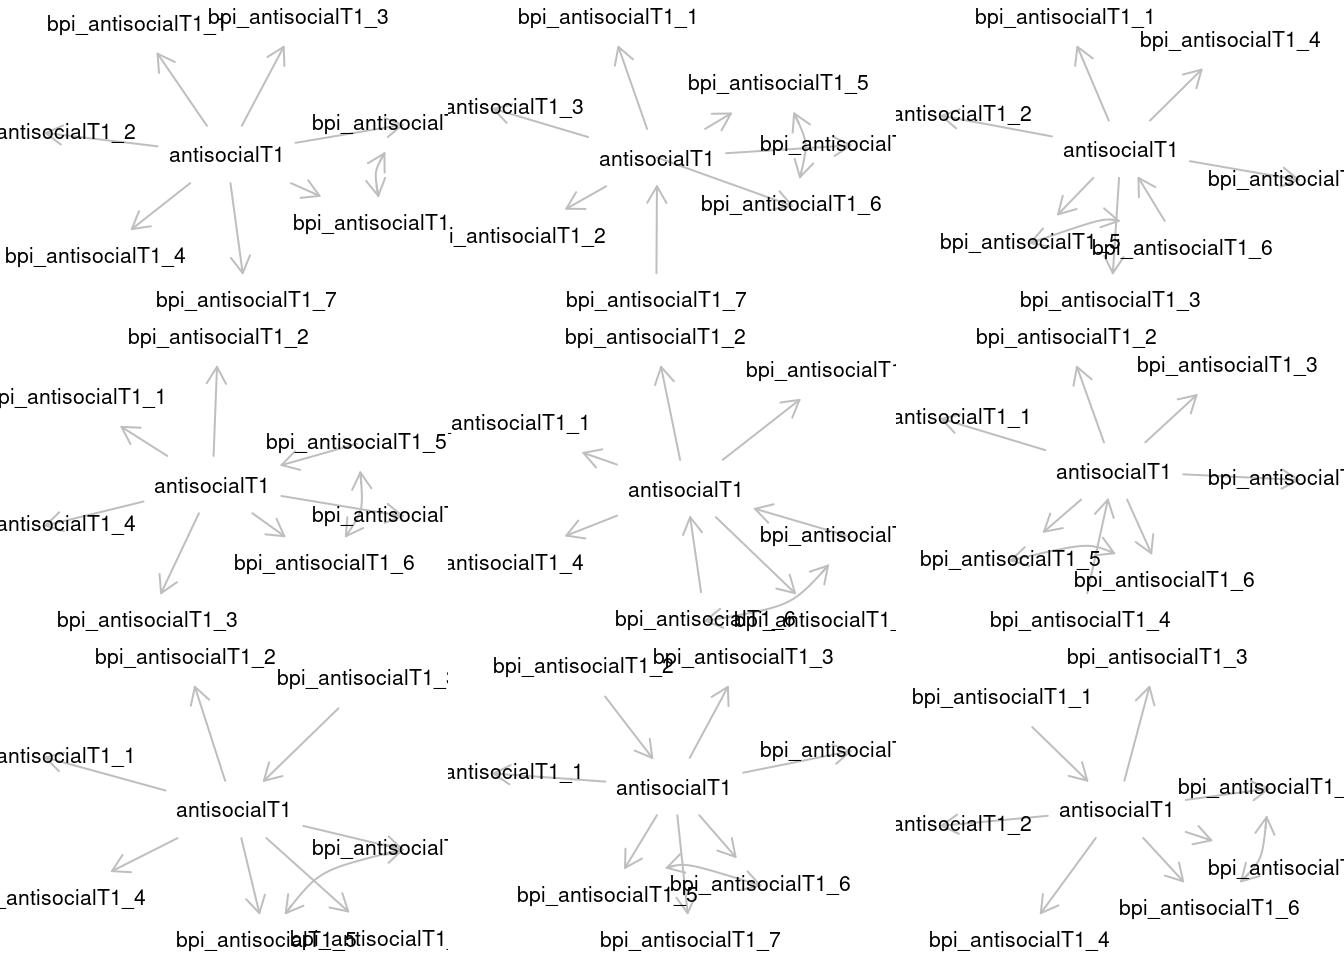 bpi_antisocialT1_1
bpi_antisocialT1_3
antisocialT1_2
bpi_antisocial
antisocialT1
bpi_antisocialT1
bpi_antisocialT1_4
bpi_antisocialT1_7
bpi_antisocialT1_1
bpi_antisocialT1_5
antisocialT1_3
bpi_antisocial
antisocialT1
bpi_antisocialT1_6
i_antisocialT1_2
bpi_antisocialT1_7
bpi_antisocialT1_1
bpi_antisocialT1_4
antisocialT1_2
antisocialT1
bpi_antisocial
bpi_antisocialT1_5
bpi_antisocialT1_6
bpi_antisocialT1_3
bpi_antisocialT1_2
pi_antisocialT1_1
bpi_antisocialT1_5
antisocialT1
bpi_antisocial
antisocialT1_4
bpi_antisocialT1_6
bpi_antisocialT1_3
bpi_antisocialT1_2
bpi_antisocialT1
antisocialT1_1
antisocialT1
bpi_antisocial
antisocialT1_4
bpi_antisocialT1_6
bpi_antisocialT1_
bpi_antisocialT1_2
bpi_antisocialT1_3
antisocialT1_1
antisocialT1
bpi_antisocial
bpi_antisocialT1_5
bpi_antisocialT1_6
bpi_antisocialT1_4
bpi_antisocialT1_2
bpi_antisocialT1_3
antisocialT1_1
antisocialT1
bpi_antisocial
_antisocialT1_4
bpi_antisocialT1_5
bpi_antisocialT1_
bpi_antisocialT1_2
bpi_antisocialT1_3
bpi_antisocial
antisocialT1_1
antisocialT1
bpi_antisocialT1_5
bpi_antisocialT1_6
bpi_antisocialT1_7
bpi_antisocialT1_3
bpi_antisocialT1_1
bpi_antisocialT1_
antisocialT1
antisocialT1_2
bpi_antisocial
bpi_antisocialT1_6
bpi_antisocialT1_4